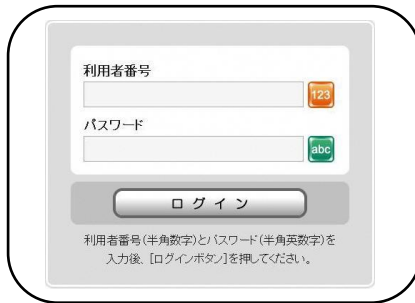 利用者番号
123
パスワード
abc
ログイン
利用者番号(半角数字)とパスワード(半角英数字)を
入力後、[ログインボタン]を押してください。